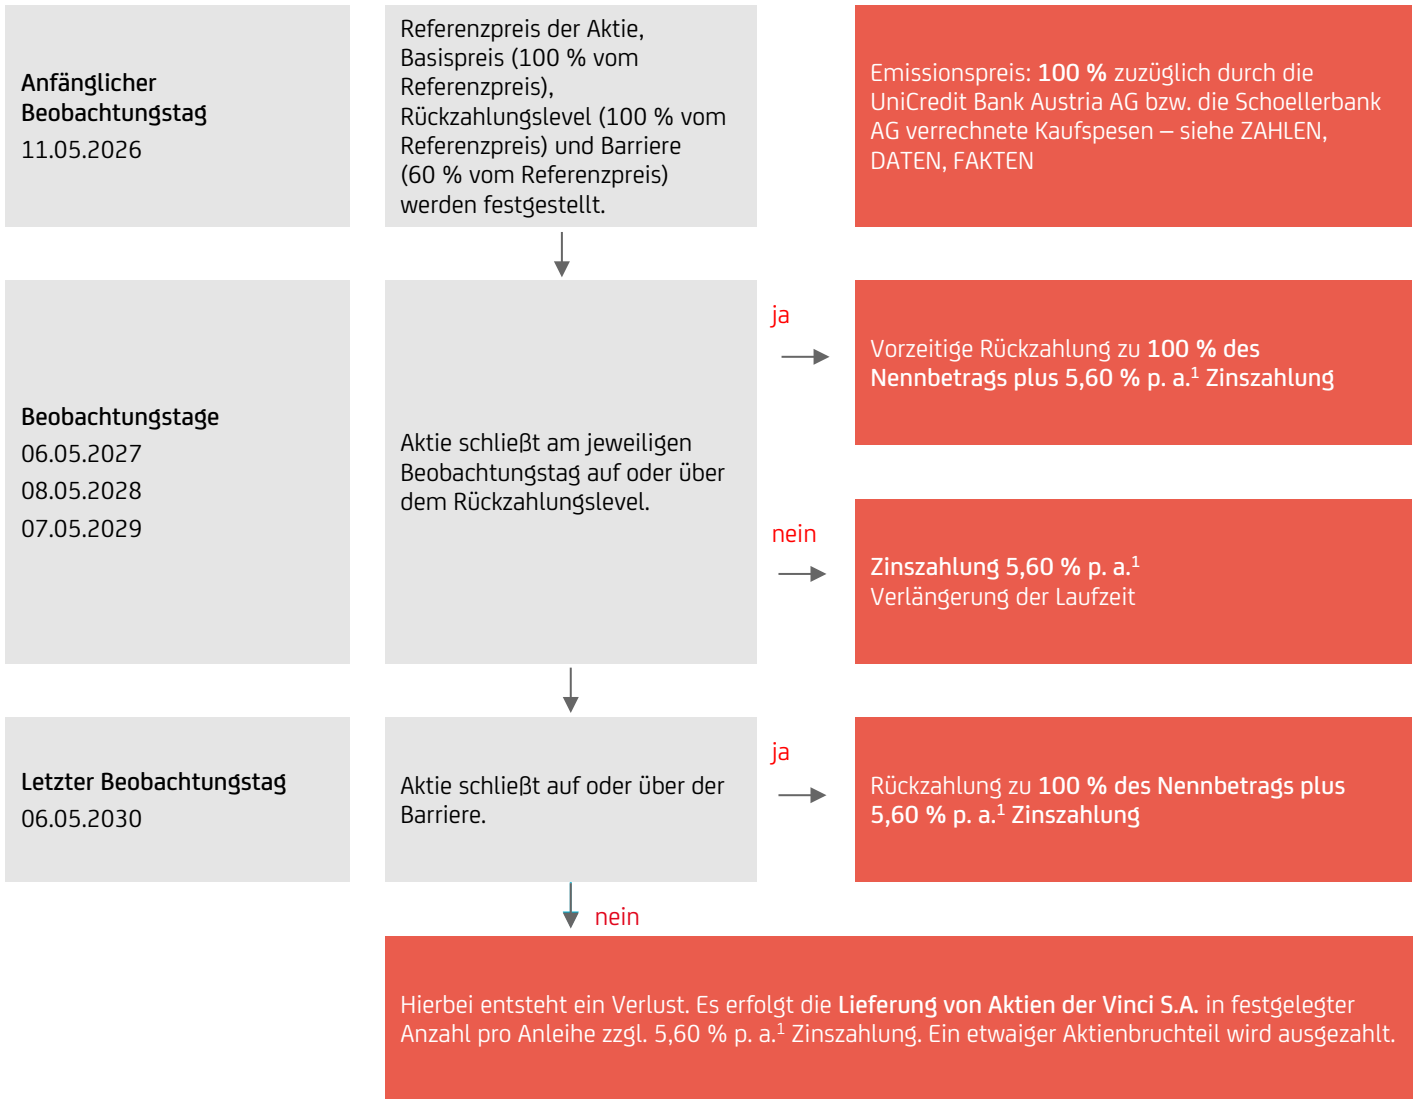 Anfänglicher
Beobachtungstag
11.05.2026
Referenzpreis der Aktie,
Basispreis (100 % vom
Referenzpreis),
Rückzahlungslevel (100 % vom
Referenzpreis) und Barriere
(60 % vom Referenzpreis)
werden festgestellt.
Emissionspreis: 100 % zuzüglich durch die
UniCredit Bank Austria AG bzw. die Schoellerbank
AG verrechnete Kaufspesen – siehe ZAHLEN,
DATEN, FAKTEN
Beobachtungstage
06.05.2027
08.05.2028
07.05.2029
Aktie schließt am jeweiligen
Beobachtungstag auf oder über
dem Rückzahlungslevel.
ja
Vorzeitige Rückzahlung zu 100 % des
Nennbetrags plus 5,60 % p. a.¹ Zinszahlung
nein
Zinszahlung 5,60 % p. a.¹
Verlängerung der Laufzeit
Letzter Beobachtungstag
06.05.2030
Aktie schließt auf oder über der
Barriere.
ja
Rückzahlung zu 100 % des Nennbetrags plus
5,60 % p. a.¹ Zinszahlung
nein
Hierbei entsteht ein Verlust. Es erfolgt die Lieferung von Aktien der Vinci S.A. in festgelegter
Anzahl pro Anleihe zzgl. 5,60 % p. a.¹ Zinszahlung. Ein etwaiger Aktienbruchteil wird ausgezahlt.